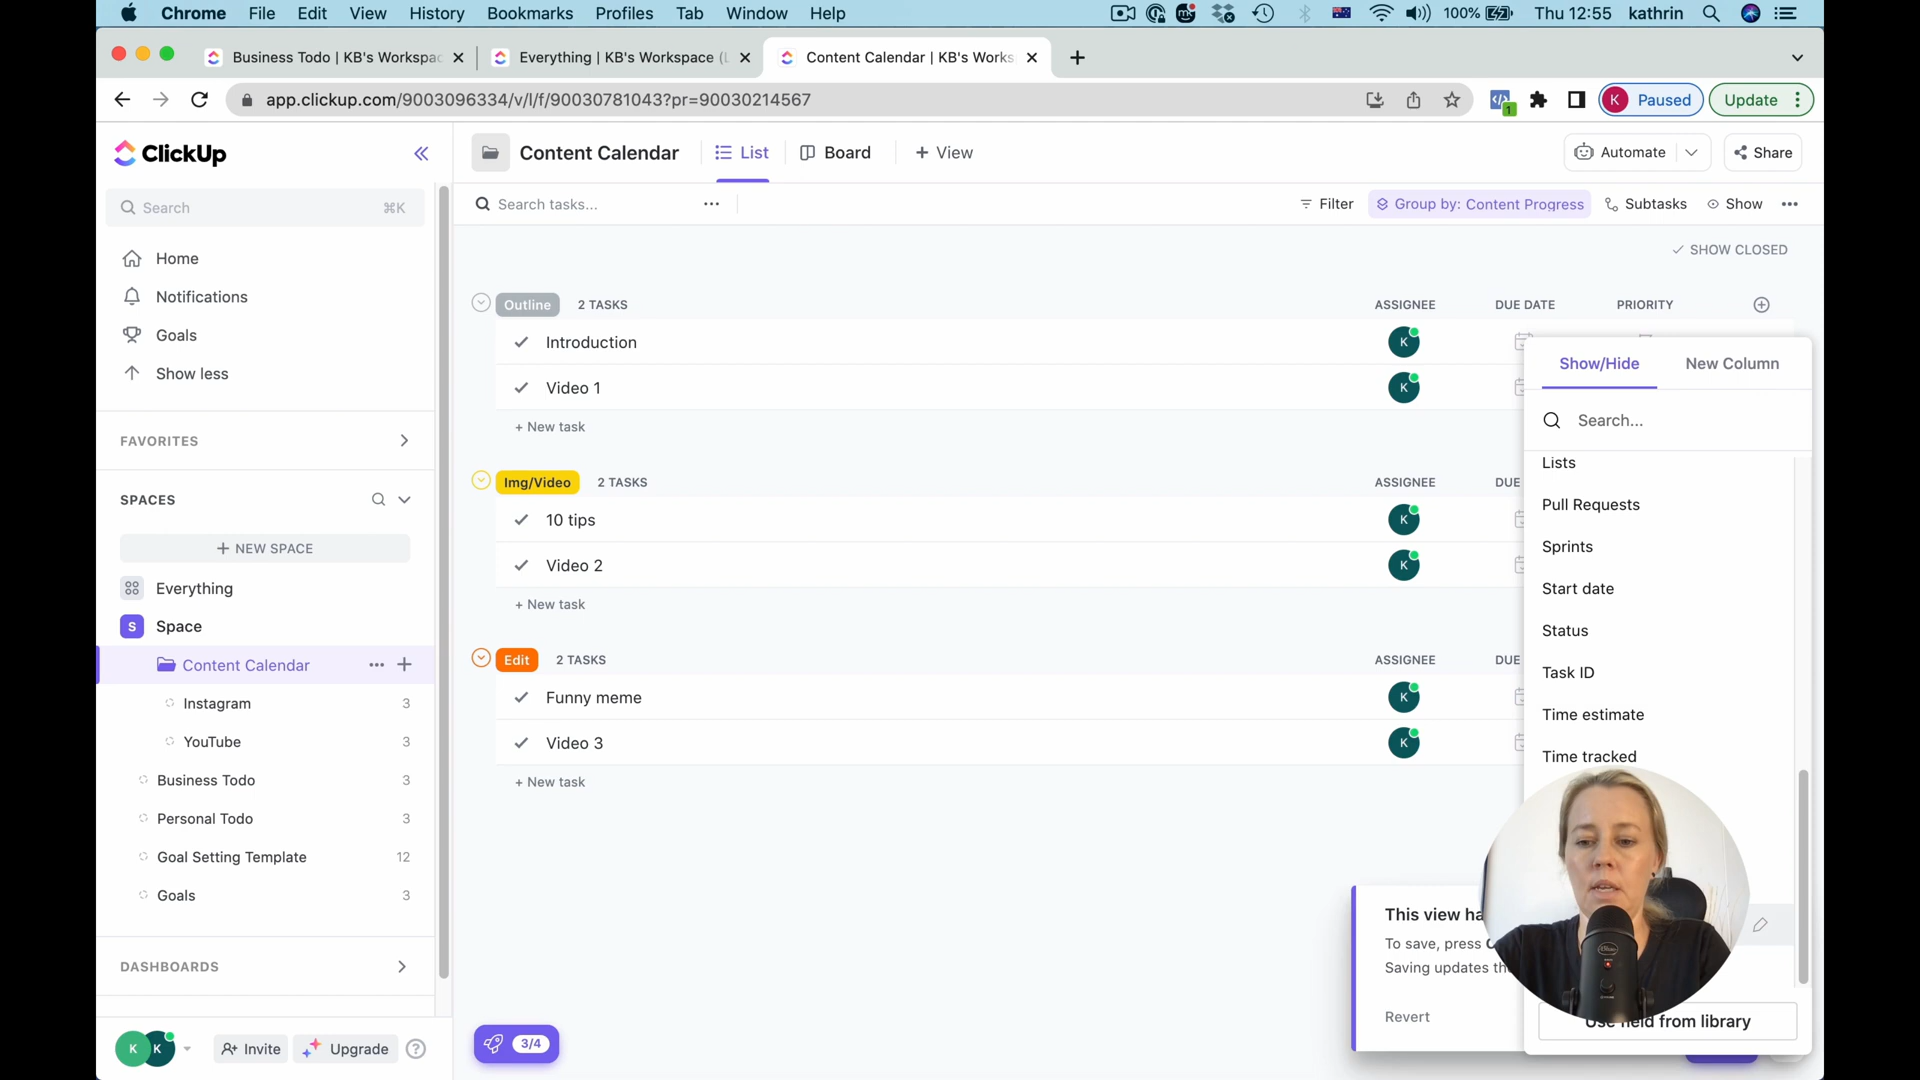 Chrome File Edit View History Bookmarks Profiles Tab Window Help 100% Thu 12:55 kathrin
Business Todo | KB's Workspac
Everything | KB's Workspace (L
Content Calendar | KB's Works
app.clickup.com/9003096334/v/l/f/90030781043?pr=90030214567
1
K Paused
Update
ClickUp
Content Calendar
List
Board
+ View
Automate
Share
Search ⌘K
Search tasks...
Filter
Group by: Content Progress
Subtasks
Show
SHOW CLOSED
Home
Notifications
Goals
Show less
FAVORITES
SPACES
+ NEW SPACE
Everything
S Space
Content Calendar
Instagram 3
YouTube 3
Business Todo 3
Personal Todo 3
Goal Setting Template 12
Goals 3
DASHBOARDS
K K
Invite
Upgrade
?
Outline 2 TASKS ASSIGNEE DUE DATE PRIORITY
Introduction K
Video 1 K
+ New task
Img/Video 2 TASKS ASSIGNEE DUE
10 tips K
Video 2 K
+ New task
Edit 2 TASKS ASSIGNEE DUE
Funny meme K
Video 3 K
+ New task
3/4
Show/Hide
New Column
Search...
Lists
Pull Requests
Sprints
Start date
Status
Task ID
Time estimate
Time tracked
Use field from library
This view ha
To save, press
Saving updates th
Revert